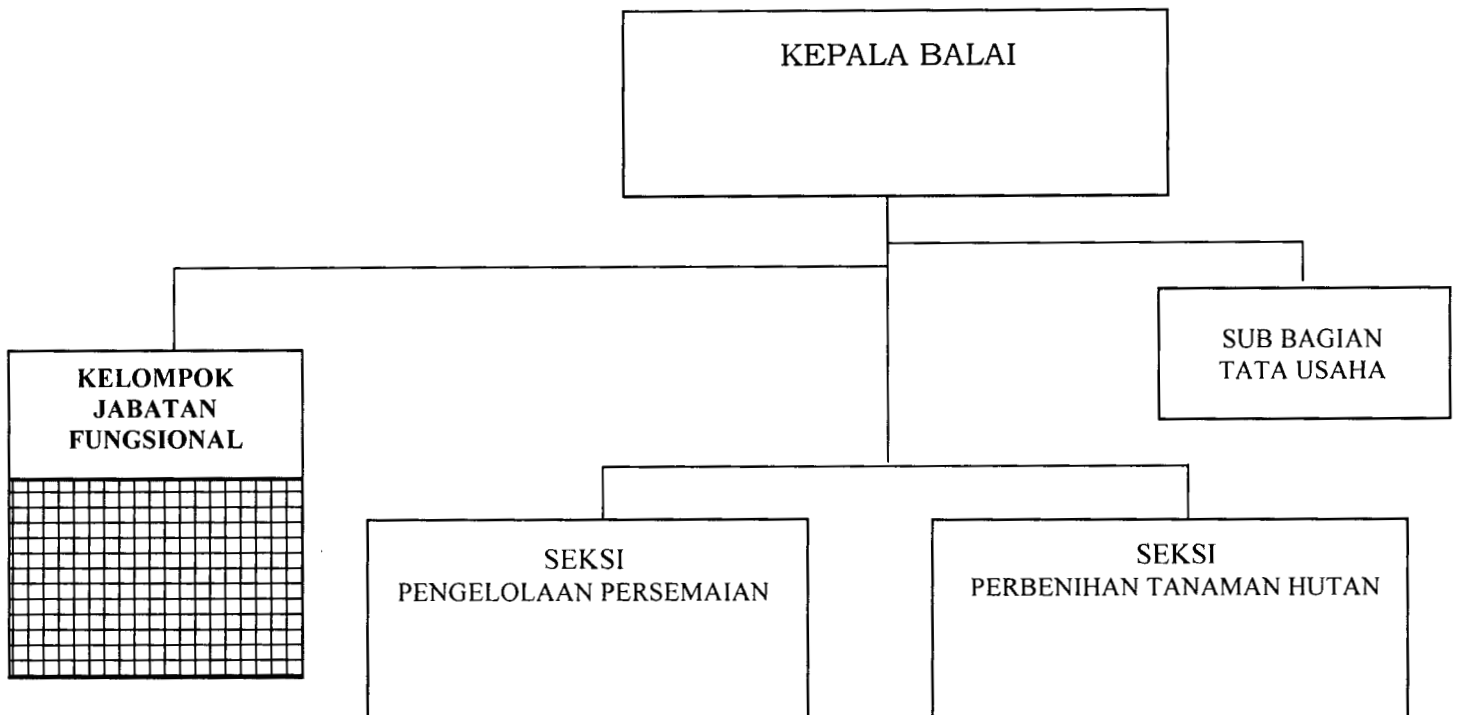 KEPALA BALAI
SUB BAGIAN
TATA USAHA
KELOMPOK
JABATAN
FUNGSIONAL
SEKSI
PENGELOLAAN PERSEMAIAN
SEKSI
PERBENIHAN TANAMAN HUTAN